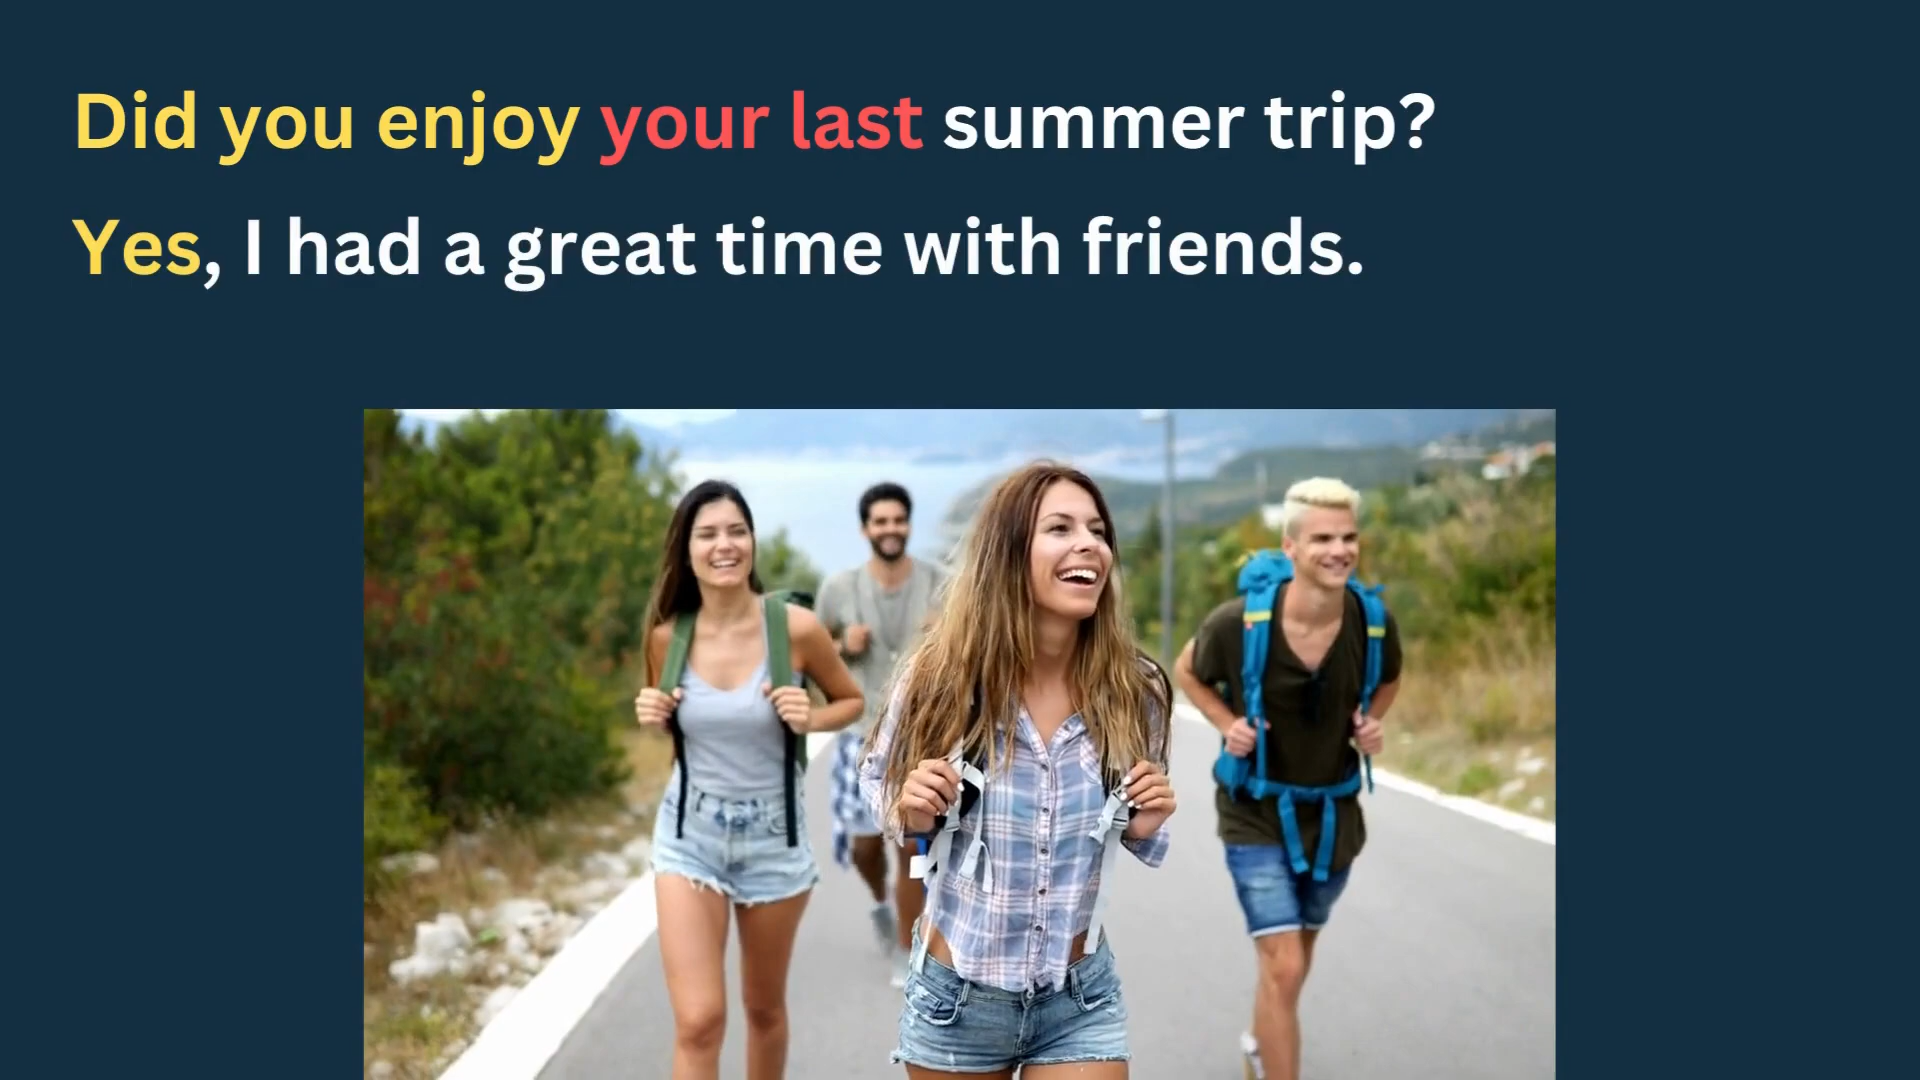 Did you enjoy your last summer trip?
Yes, I had a great time with friends.